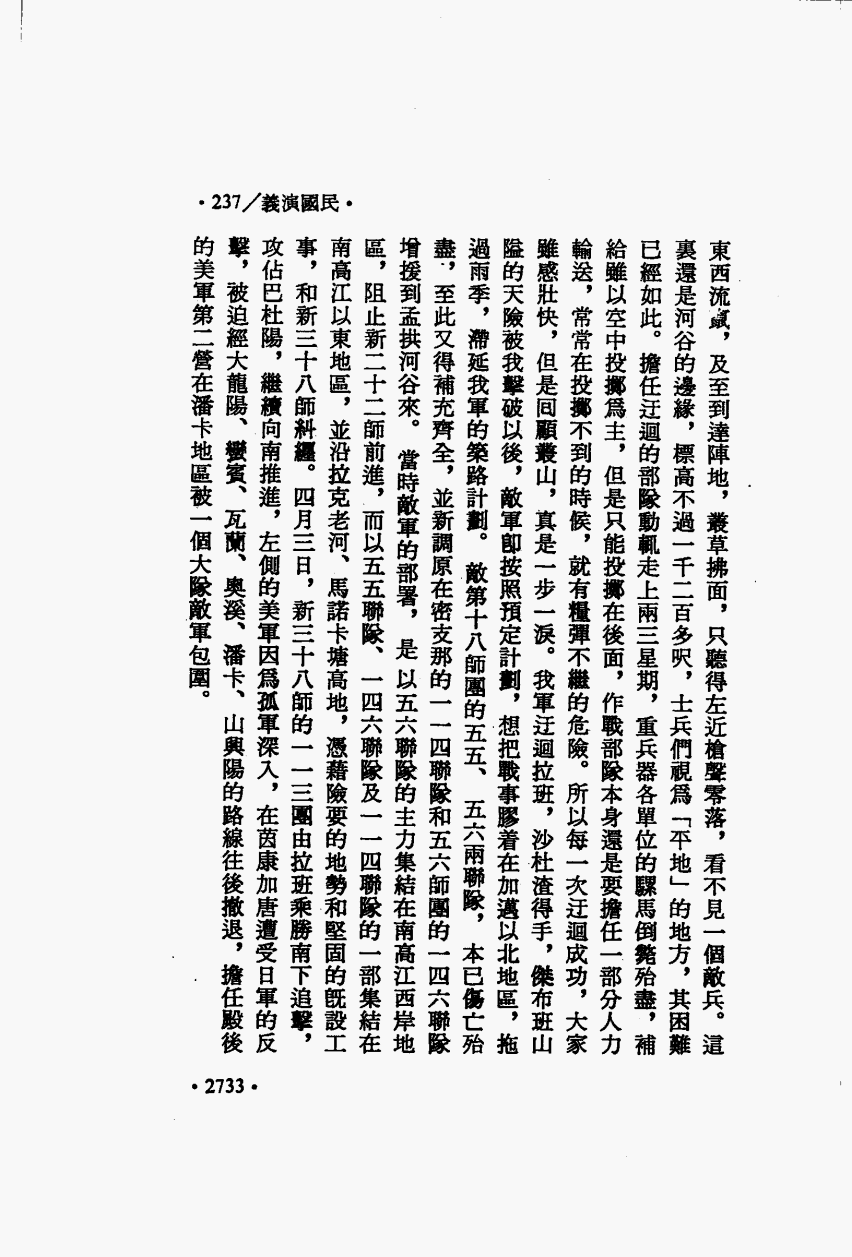 •237／義演國民•
東西流竄，及至到達陣地，叢草拂面，只聽得左近槍聲零落，看不見一個敵兵。這
裏還是河谷的邊緣，標高不過一千二百多呎，士兵們視爲「平地」的地方，其困難
已經如此。擔任迂迴的部隊動輒走上兩三星期，重兵器各單位的騾馬倒斃殆盡，補
給雖以空中投擲爲主，但是只能投擲在後面，作戰部隊本身還是要擔任一部分人力
輸送，常常在投擲不到的時候，就有糧彈不繼的危險。所以每一次迂迴成功，大家
雖感壯快，但是囘顧叢山，真是一步一淚。我軍迂迴拉班，沙杜渣得手，傑布班山
隘的天險被我擊破以後，敵軍卽按照預定計劃，想把戰事膠着在加邁以北地區，拖
過雨季，滯延我軍的築路計劃。敵第十八師團的五五、五六兩聯隊，本已傷亡殆
盡，至此又得補充齊全，並新調原在密支那的一一四聯隊和五六師團的一四六聯隊
增援到孟拱河谷來。當時敵軍的部署，是以五六聯隊的主力集結在南高江西岸地
區，阻止新二十二師前進，而以五五聯隊、一四六聯隊及一一四聯隊的一部集結在
南高江以東地區，並沿拉克老河、馬諾卡塘高地，憑藉險要的地勢和堅固的旣設工
事，和新三十八師糾纏。四月三日，新三十八師的一一三團由拉班乘勝南下追擊，
攻佔巴杜陽，繼續向南推進，左側的美軍因爲孤軍深入，在茵康加唐遭受日軍的反
擊，被迫經大龍陽、蠻賓、瓦蘭、奧溪、潘卡、山興陽的路線往後撤退，擔任殿後
的美軍第二營在潘卡地區被一個大隊敵軍包圍。
•2733•